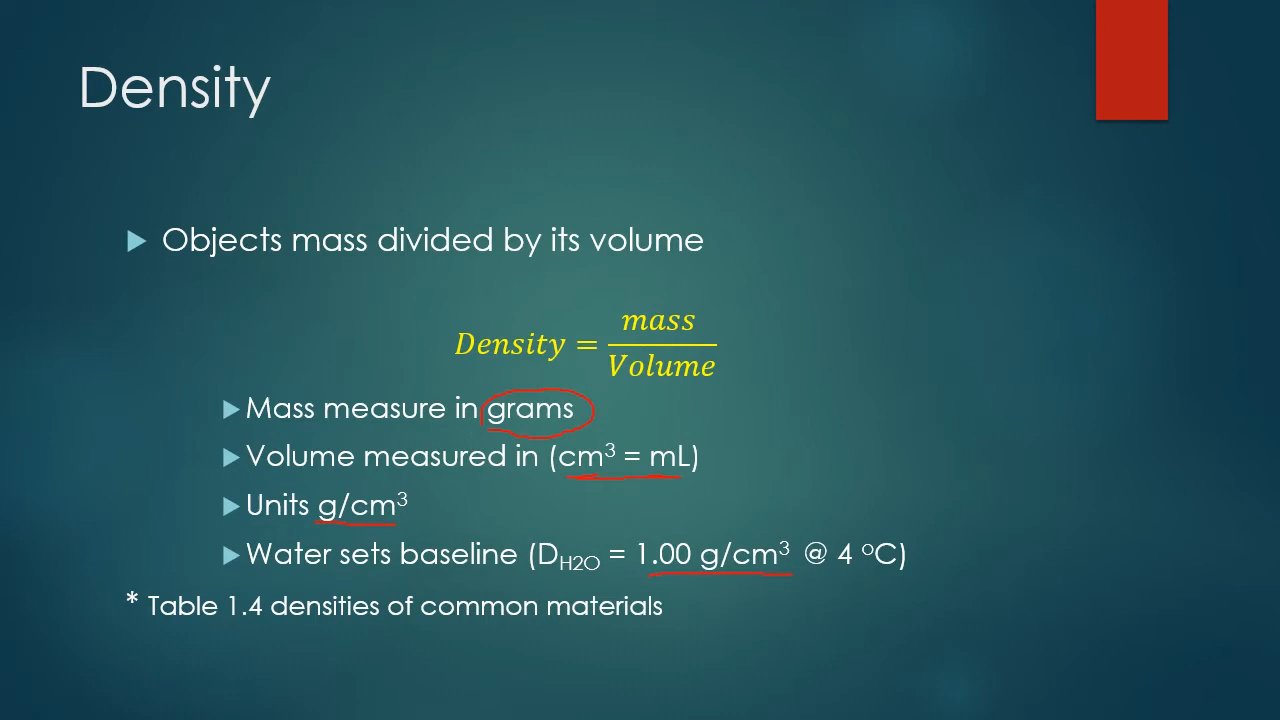 Density
Objects mass divided by its volume
Density = mass / Volume
Mass measure in grams
Volume measured in (cm³ = mL)
Units g/cm³
Water sets baseline (D_H2O = 1.00 g/cm³ @ 4 ºC)
* Table 1.4 densities of common materials